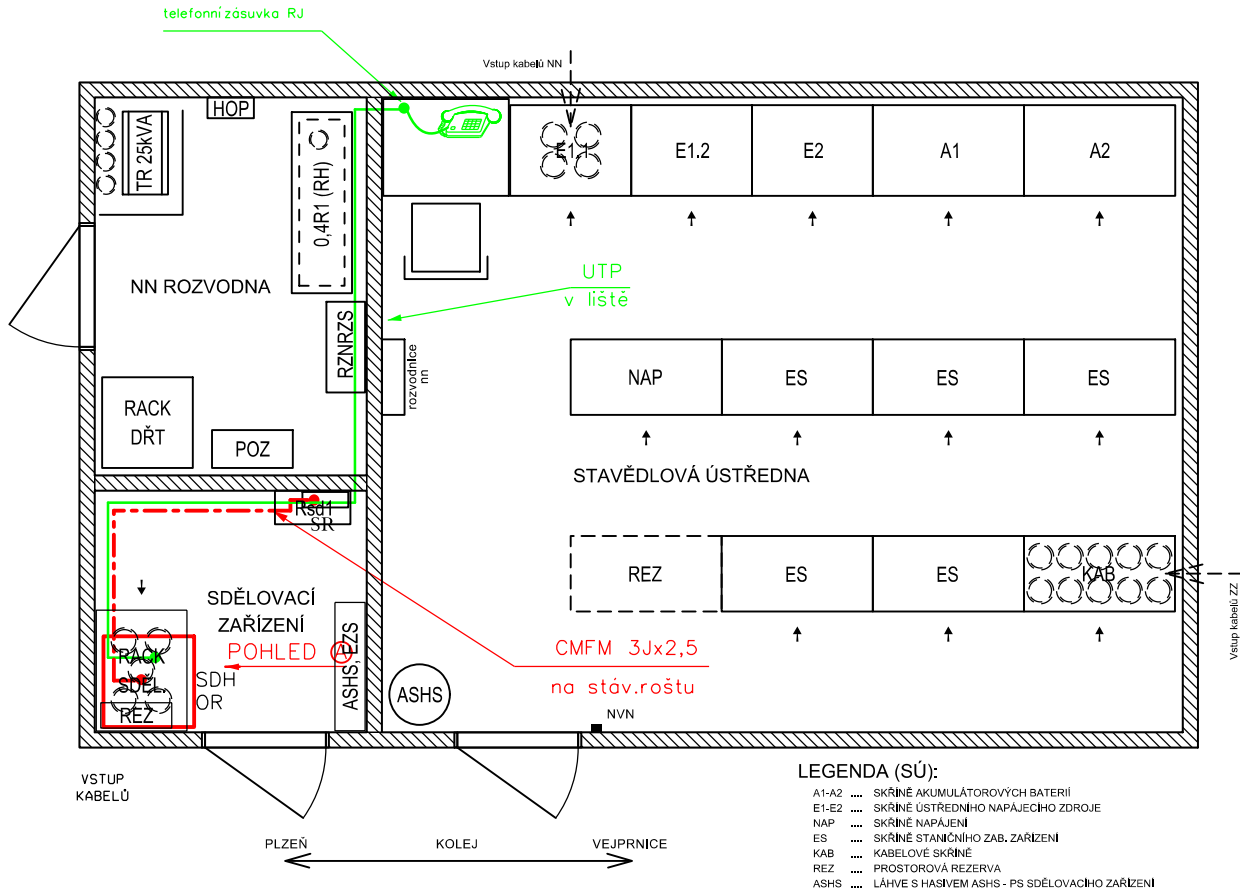 telefonní zásuvka RJ
Vstup kabelů NN
HOP
TR 25kVA
0,4R1 (RH)
E1.1
E1.2
E2
A1
A2
NN ROZVODNA
UTP
v liště
RZNRZS
rozvodnice
nn
NAP
ES
ES
ES
RACK
DŘT
POZ
STAVĚDLOVÁ ÚSTŘEDNA
Rsd1
SR
REZ
ES
ES
KAB
Vstup kabelů ZZ
SDĚLOVACÍ
ZAŘÍZENÍ
POHLED A
ASHS, EZS
CMFM 3Jx2,5
na stáv.roštu
RACK
SDĚL.
REZ
SDH
OR
ASHS
NVN
VSTUP
KABELŮ
PLZEŇ
KOLEJ
VEJPRNICE
LEGENDA (SÚ):
A1-A2 .... SKŘÍNĚ AKUMULÁTOROVÝCH BATERIÍ
E1-E2 .... SKŘÍNĚ ÚSTŘEDNÍHO NAPÁJECÍHO ZDROJE
NAP .... SKŘÍNĚ NAPÁJENÍ
ES .... SKŘÍNĚ STANIČNÍHO ZAB. ZAŘÍZENÍ
KAB .... KABELOVÉ SKŘÍNĚ
REZ .... PROSTOROVÁ REZERVA
ASHS .... LÁHVE S HASIVEM ASHS - PS SDĚLOVACÍHO ZAŘÍZENÍ